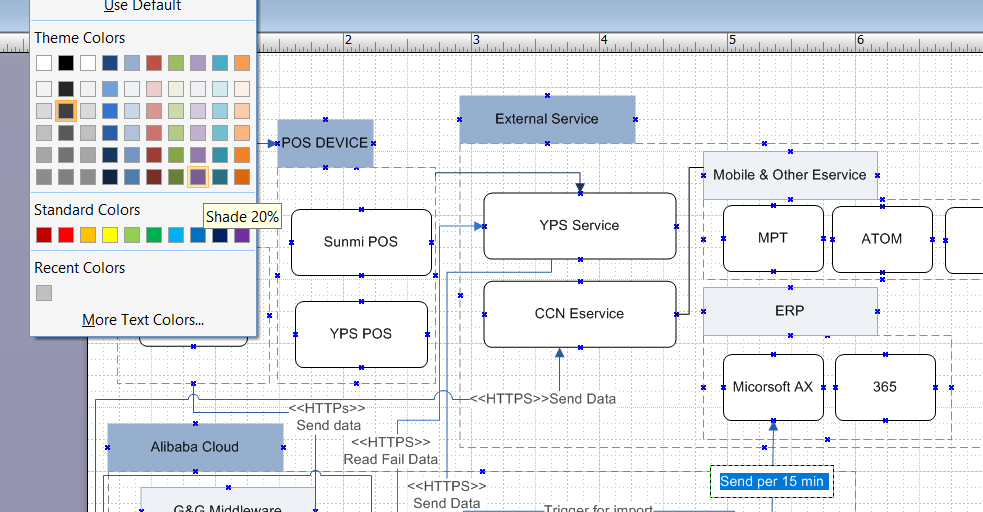 Use Default
Theme Colors
Shade 20%
Standard Colors
Recent Colors
More Text Colors...
2
3
4
5
6
POS DEVICE
Sunmi POS
YPS POS
External Service
YPS Service
CCN Eservice
Mobile & Other Eservice
MPT
ATOM
ERP
Micorsoft AX
365
<<HTTPS>>Send Data
<<HTTPs>>
Send data
<<HTTPS>>
Read Fail Data
<<HTTPS>>
Send Data
Send per 15 min
Alibaba Cloud
G&G Middleware
Trigger for import